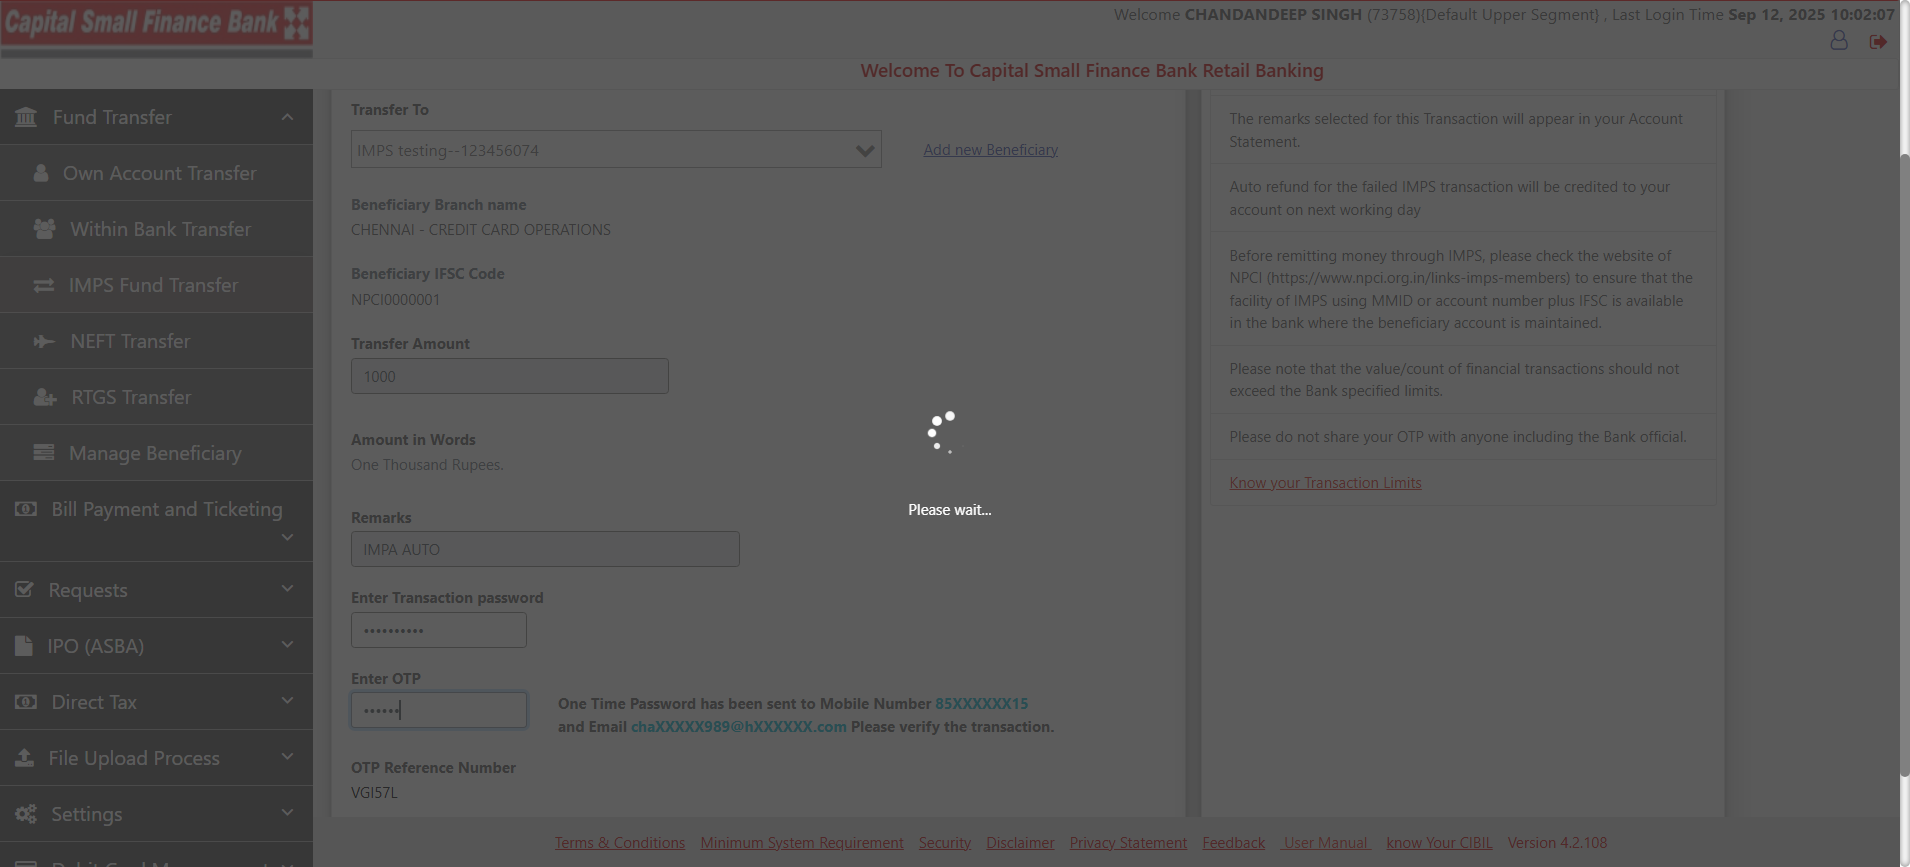 Capital Small Finance Bank
Welcome CHANDANDEEP SINGH (73758){Default Upper Segment} , Last Login Time Sep 12, 2025 10:02:07
Welcome To Capital Small Finance Bank Retail Banking
Fund Transfer
Own Account Transfer
Within Bank Transfer
IMPS Fund Transfer
NEFT Transfer
RTGS Transfer
Manage Beneficiary
Bill Payment and Ticketing
Requests
IPO (ASBA)
Direct Tax
File Upload Process
Settings
Transfer To
IMPS testing--123456074
Add new Beneficiary
Beneficiary Branch name
CHENNAI - CREDIT CARD OPERATIONS
Beneficiary IFSC Code
NPCI0000001
Transfer Amount
1000
Amount in Words
One Thousand Rupees.
Remarks
IMPA AUTO
Enter Transaction password
••••••••••
Enter OTP
••••••
One Time Password has been sent to Mobile Number 85XXXXXX15
and Email chaXXXXX989@hXXXXXX.com Please verify the transaction.
OTP Reference Number
VGI57L
Please wait...
The remarks selected for this Transaction will appear in your Account
Statement.
Auto refund for the failed IMPS transaction will be credited to your
account on next working day
Before remitting money through IMPS, please check the website of
NPCI (https://www.npci.org.in/links-imps-members) to ensure that the
facility of IMPS using MMID or account number plus IFSC is available
in the bank where the beneficiary account is maintained.
Please note that the value/count of financial transactions should not
exceed the Bank specified limits.
Please do not share your OTP with anyone including the Bank official.
Know your Transaction Limits
Terms & Conditions Minimum System Requirement Security Disclaimer Privacy Statement Feedback User Manual know Your CIBIL Version 4.2.108